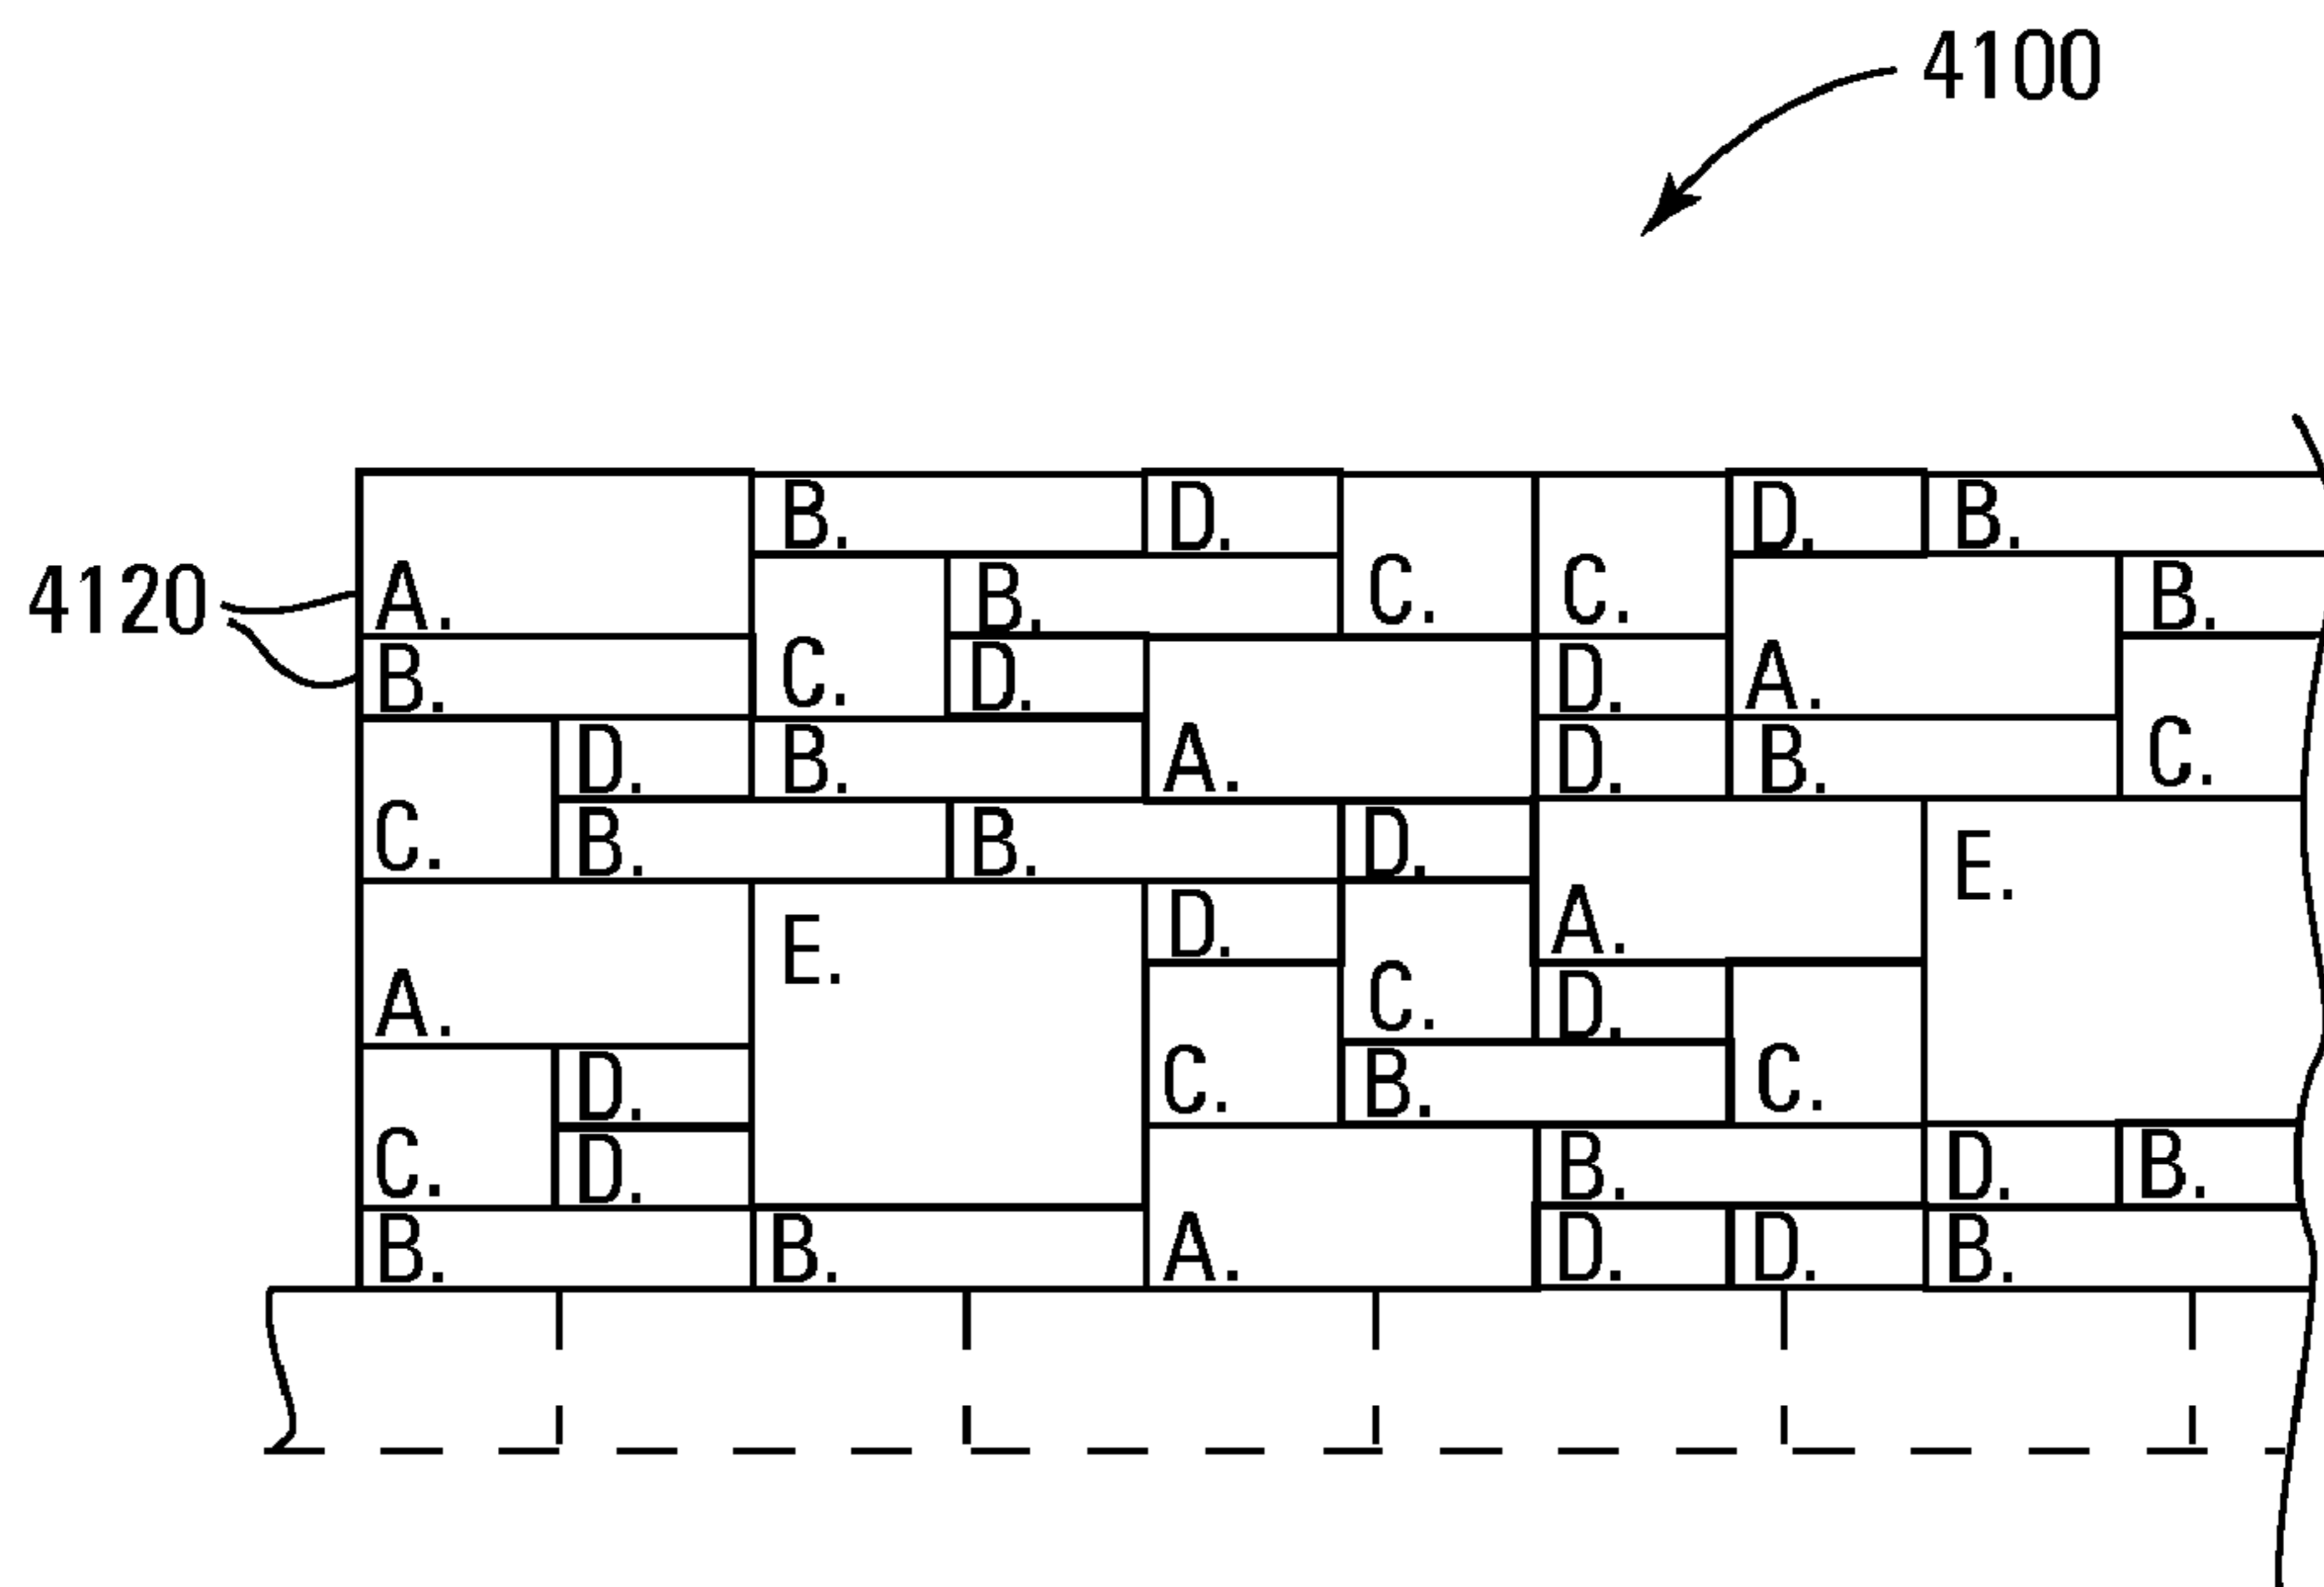 4100
B. D. D. B.
4120 A. B. C. C. B.
B. C. D. D. A.
D. B. A. D. B. C.
C. B. B. D. E.
E. D. A.
A. C. D.
D. C. B. C.
C. D. B. D. B.
B. B. A. D. D. B.